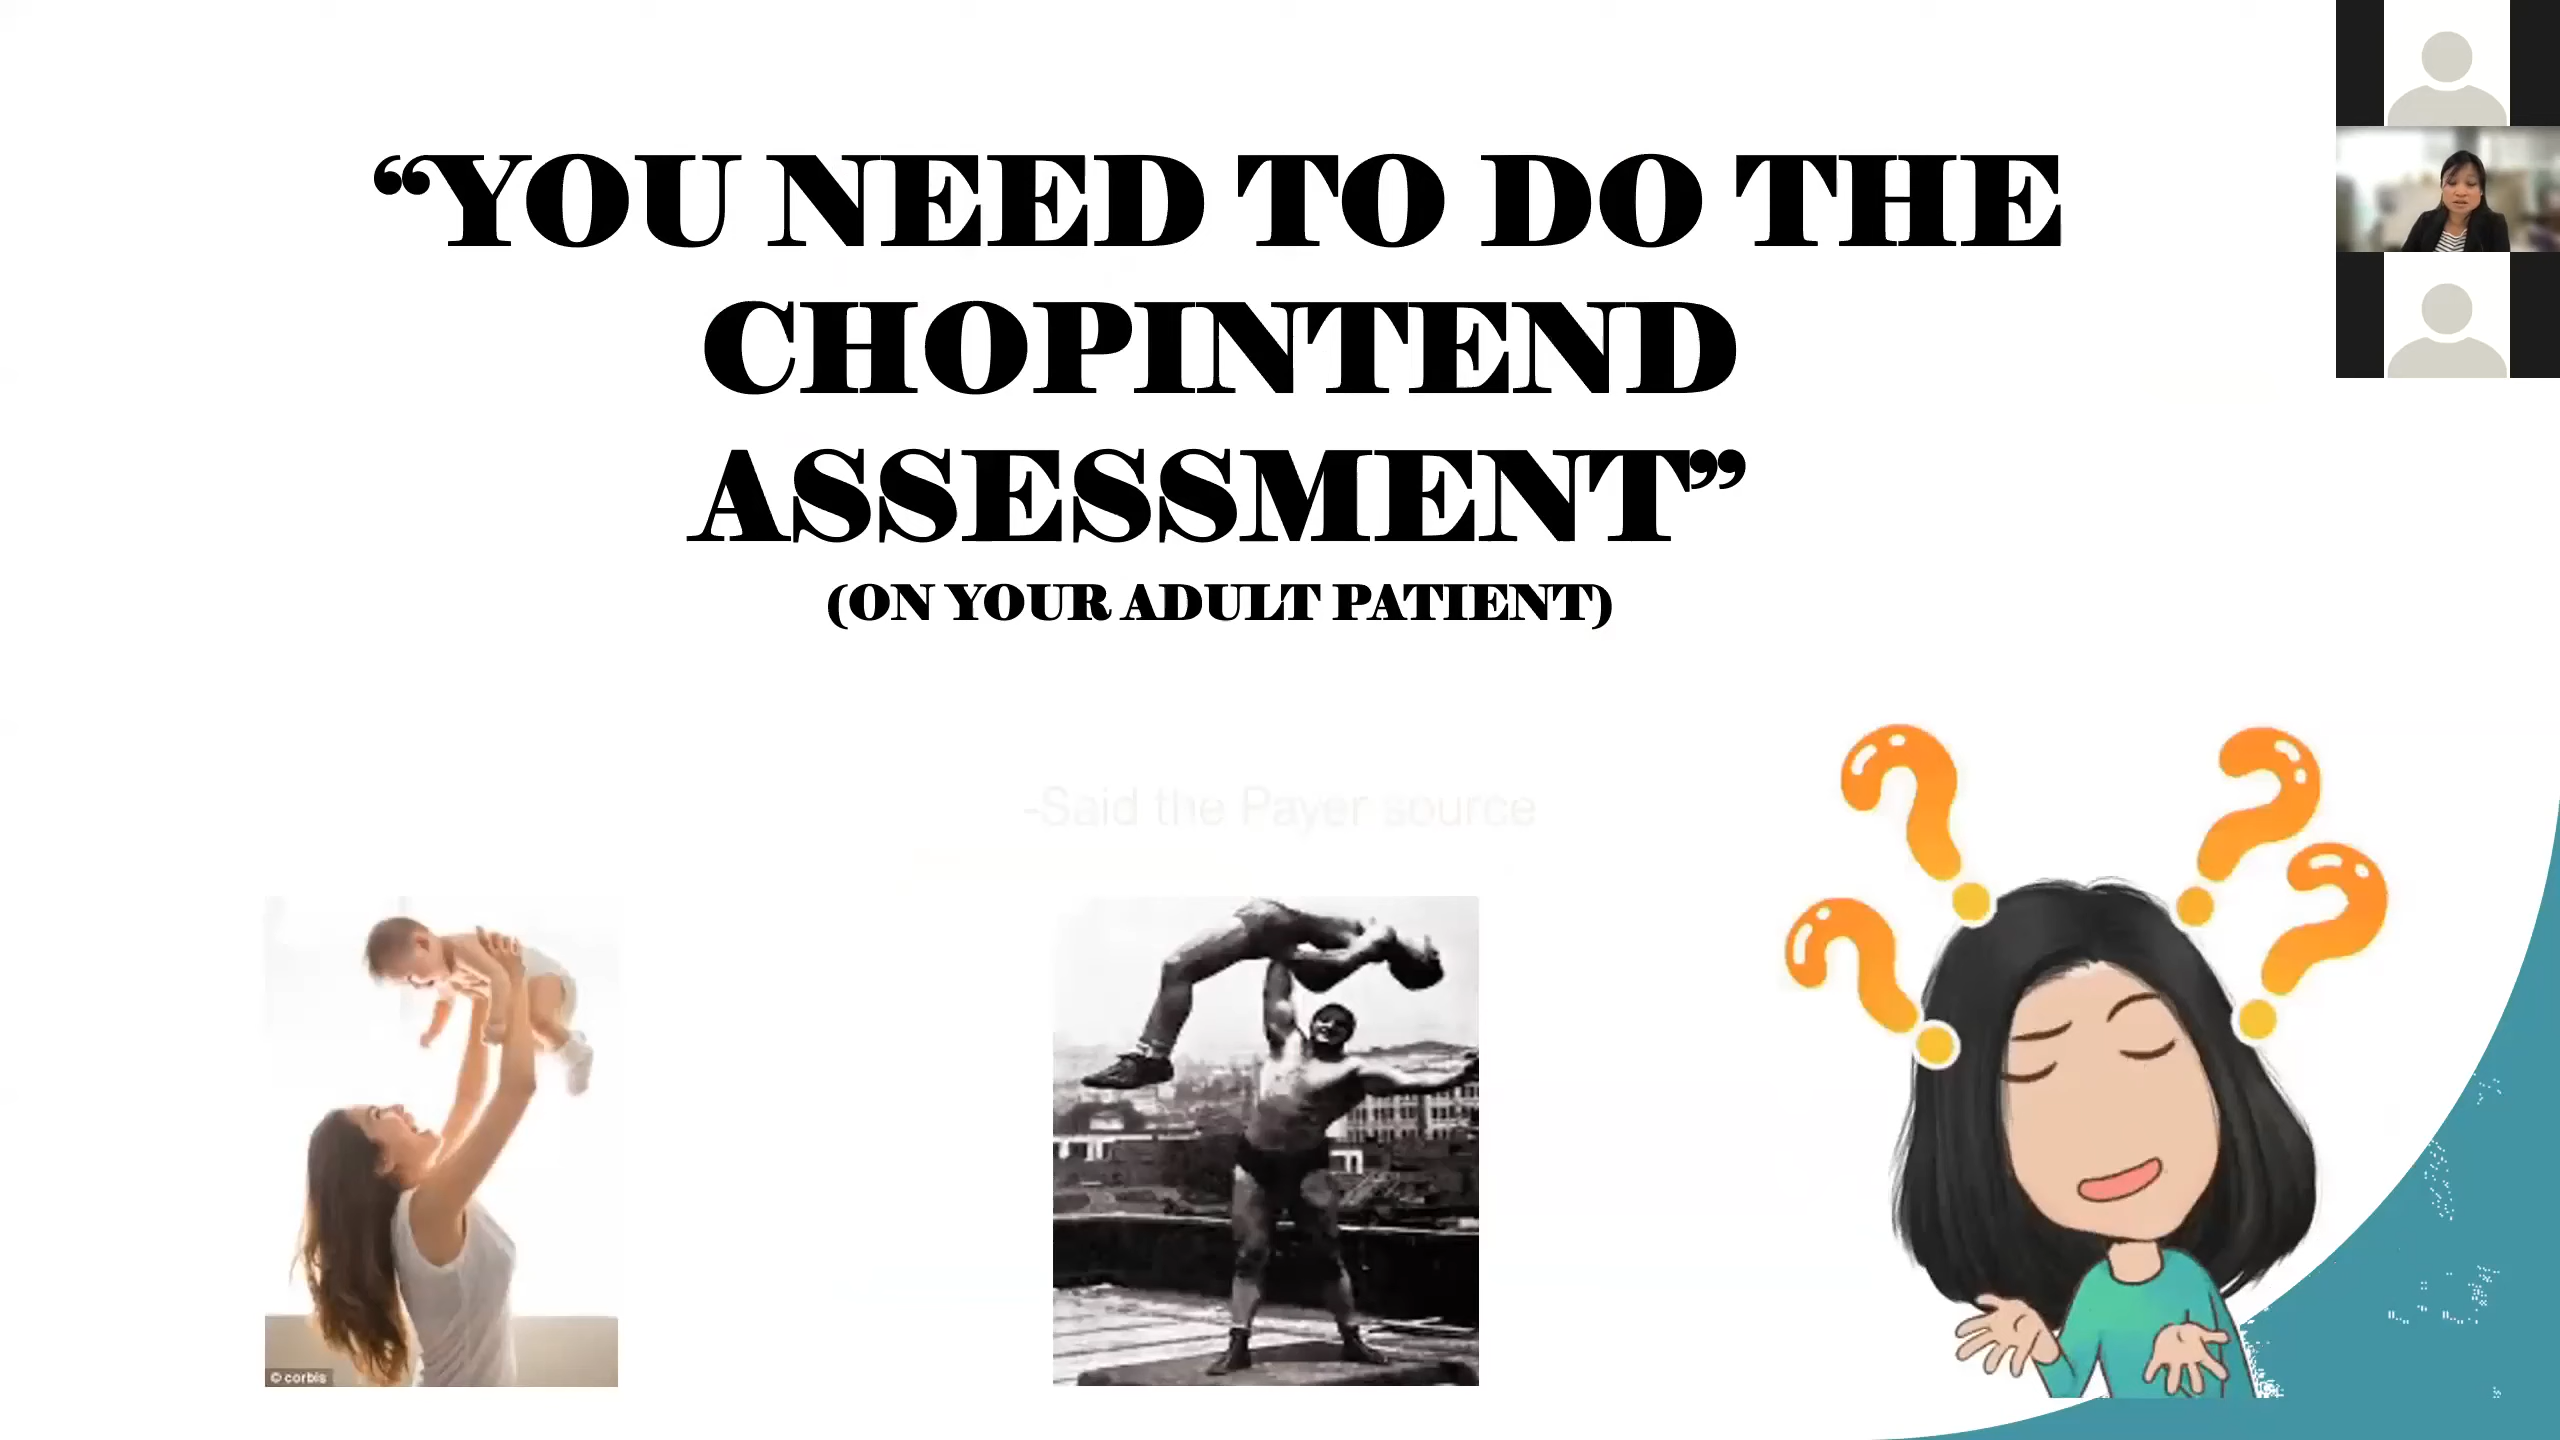 “YOU NEED TO DO THE
CHOPINTEND
ASSESSMENT”
(ON YOUR ADULT PATIENT)
-Said the Payer source
© corbis